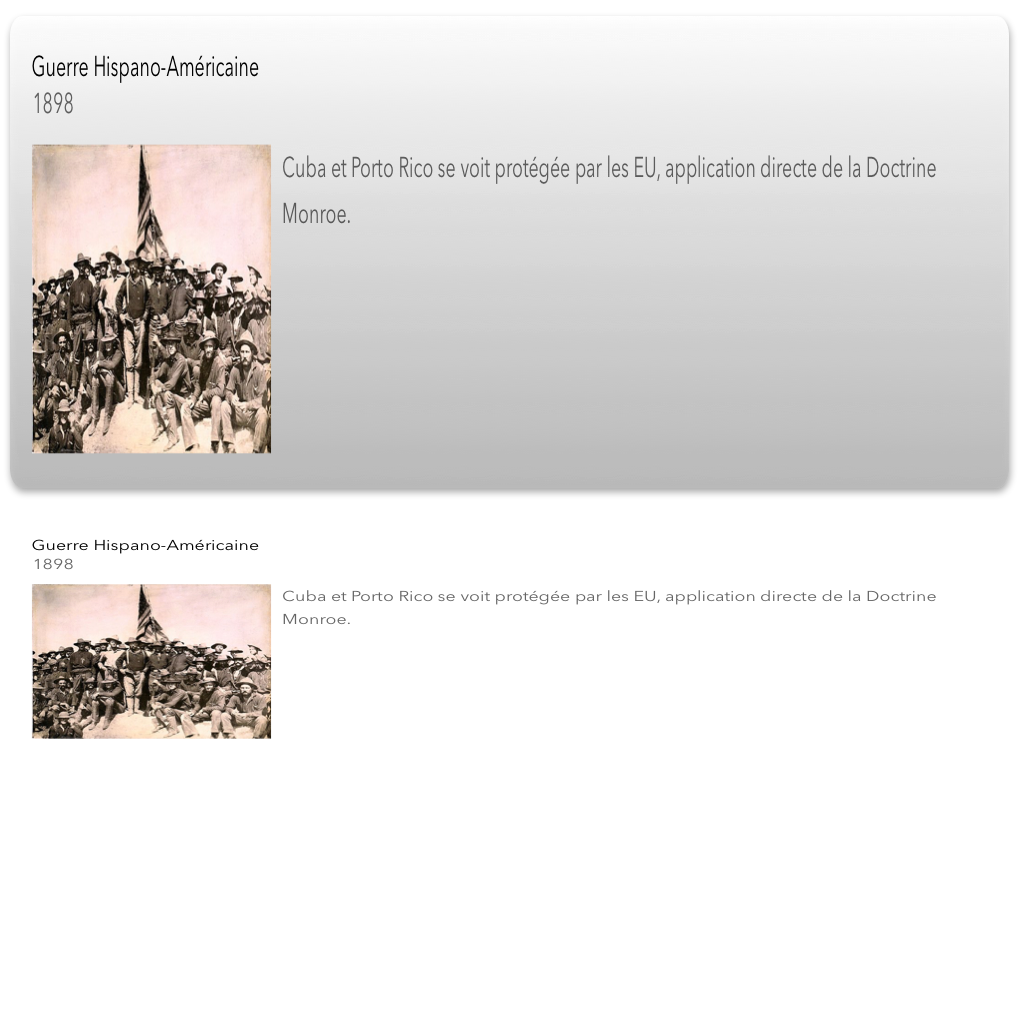 Guerre Hispano-Américaine
1898
Cuba et Porto Rico se voit protégée par les EU, application directe de la Doctrine
Monroe.
Guerre Hispano-Américaine
1898
Cuba et Porto Rico se voit protégée par les EU, application directe de la Doctrine
Monroe.